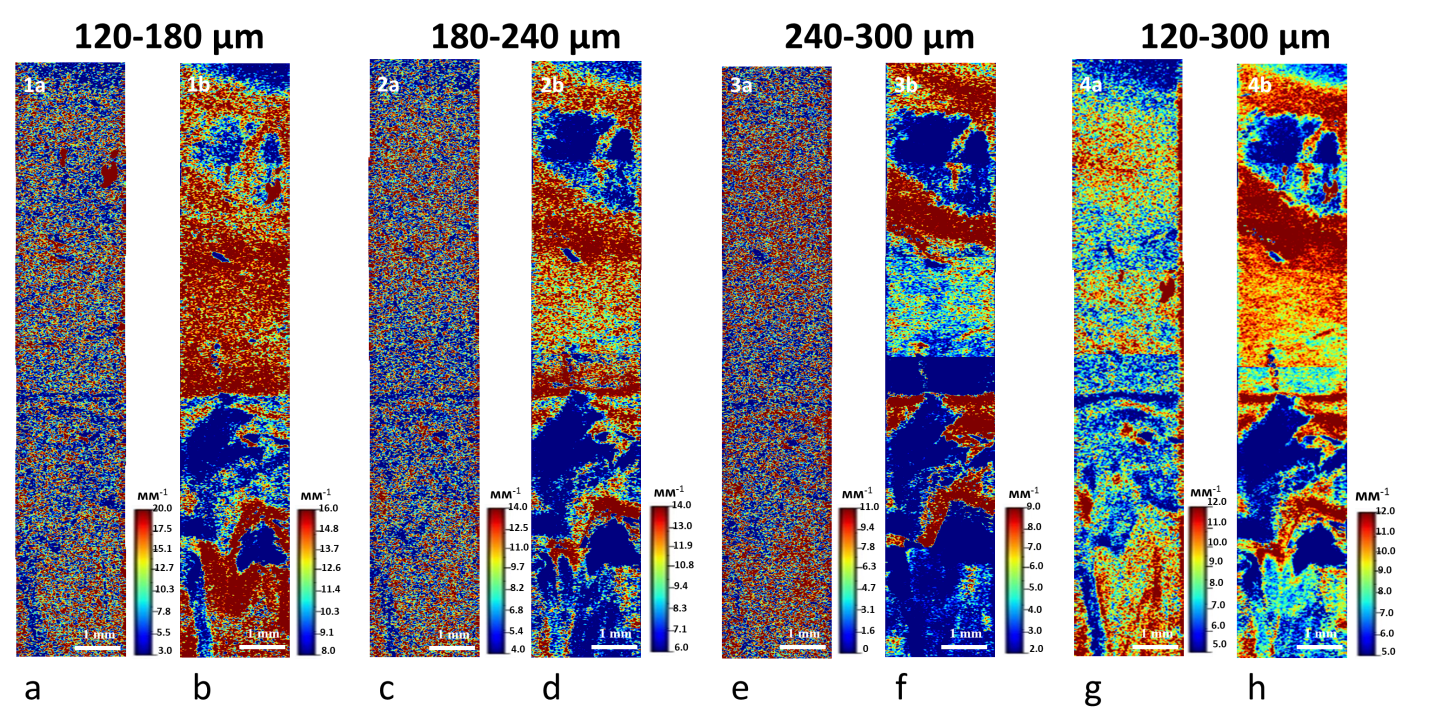 120-180 µm 180-240 µm 240-300 µm 120-300 µm
1a 1b 2a 2b 3a 3b 4a 4b
мм-1 мм-1 мм-1 мм-1 мм-1 мм-1 мм-1 мм-1
20.0 16.0 14.0 14.0 11.0 9.0 12.0 12.0
17.5 14.8 12.5 13.0 9.4 8.0 11.0 11.0
15.1 13.7 11.0 11.9 7.8 7.0 10.0 10.0
12.7 12.6 9.7 10.8 6.3 6.0 9.0 9.0
10.3 11.4 8.2 9.4 4.7 5.0 8.0 8.0
7.8 10.3 6.8 8.3 3.1 4.0 7.0 7.0
5.5 9.1 5.4 7.1 1.6 3.0 6.0 6.0
3.0 8.0 4.0 6.0 0 2.0 5.0 5.0
1 mm 1 mm 1 mm 1 mm 1 mm 1 mm 1 mm 1 mm
a b c d e f g h